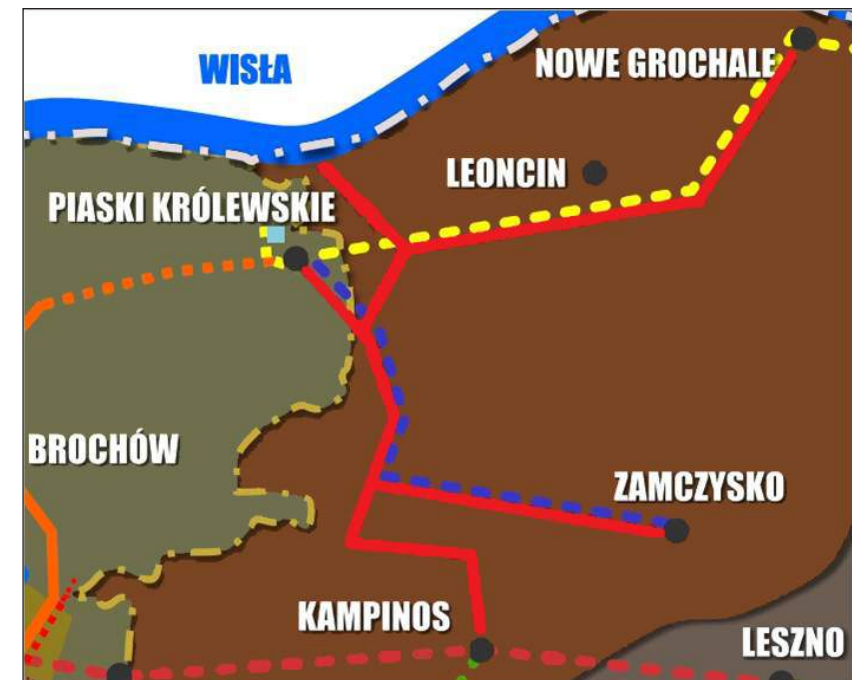 WISŁA
NOWE GROCHALE
LEONCIN
PIASKI KRÓLEWSKIE
BROCHÓW
ZAMCZYSKO
KAMPINOS
LESZNO